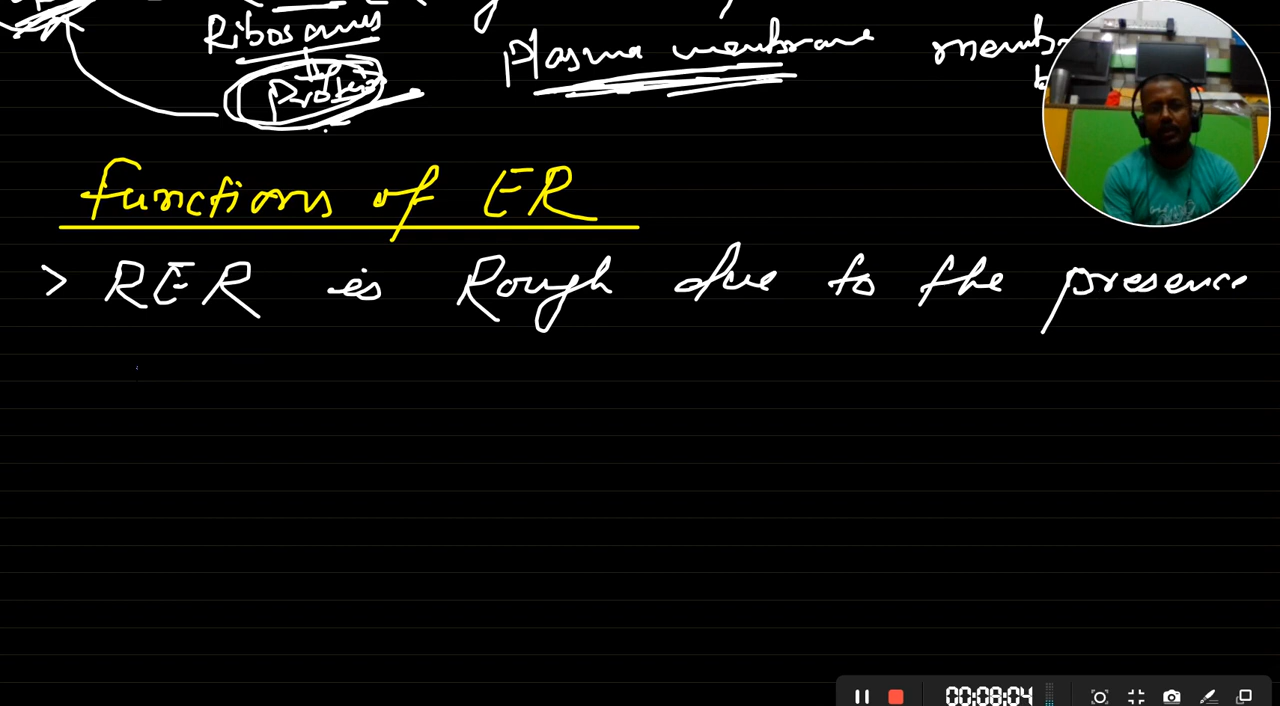 Ribosomes
Protein
Plasma membrane
functions of ER
> RER is Rough due to the presence
00:08:04